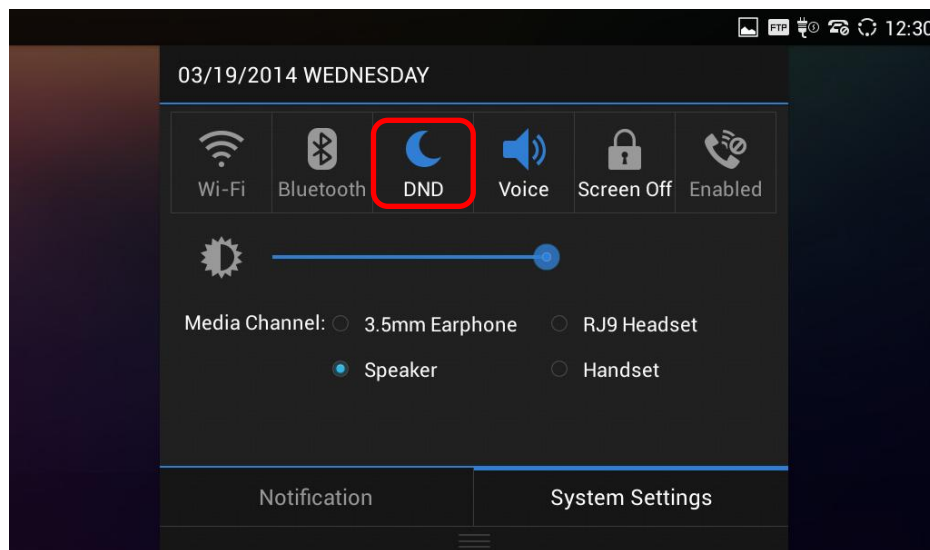 FTP 12:30
03/19/2014 WEDNESDAY
Wi-Fi Bluetooth DND Voice Screen Off Enabled
Media Channel: 3.5mm Earphone RJ9 Headset
Speaker Handset
Notification System Settings